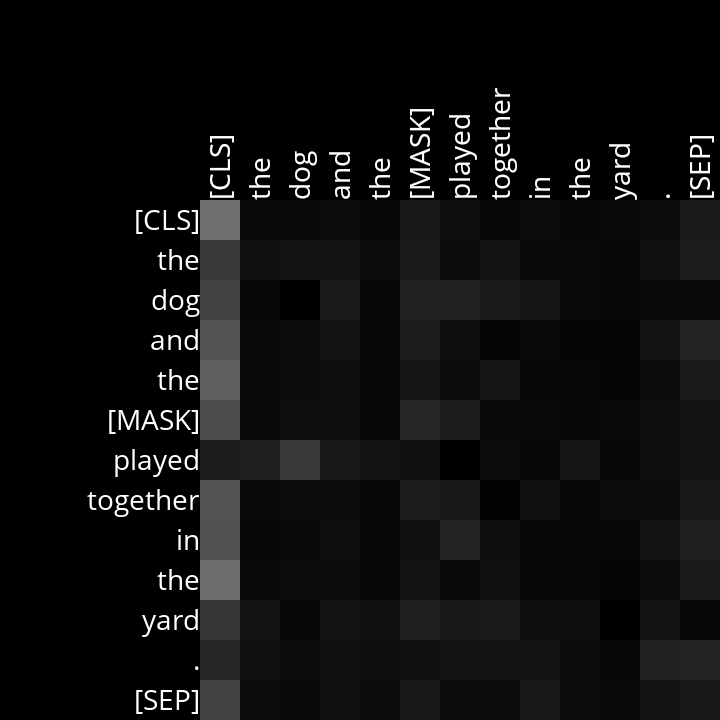 [CLS] the dog and the [MASK] played together in the yard . [SEP]
[CLS]
the
dog
and
the
[MASK]
played
together
in
the
yard
.
[SEP]